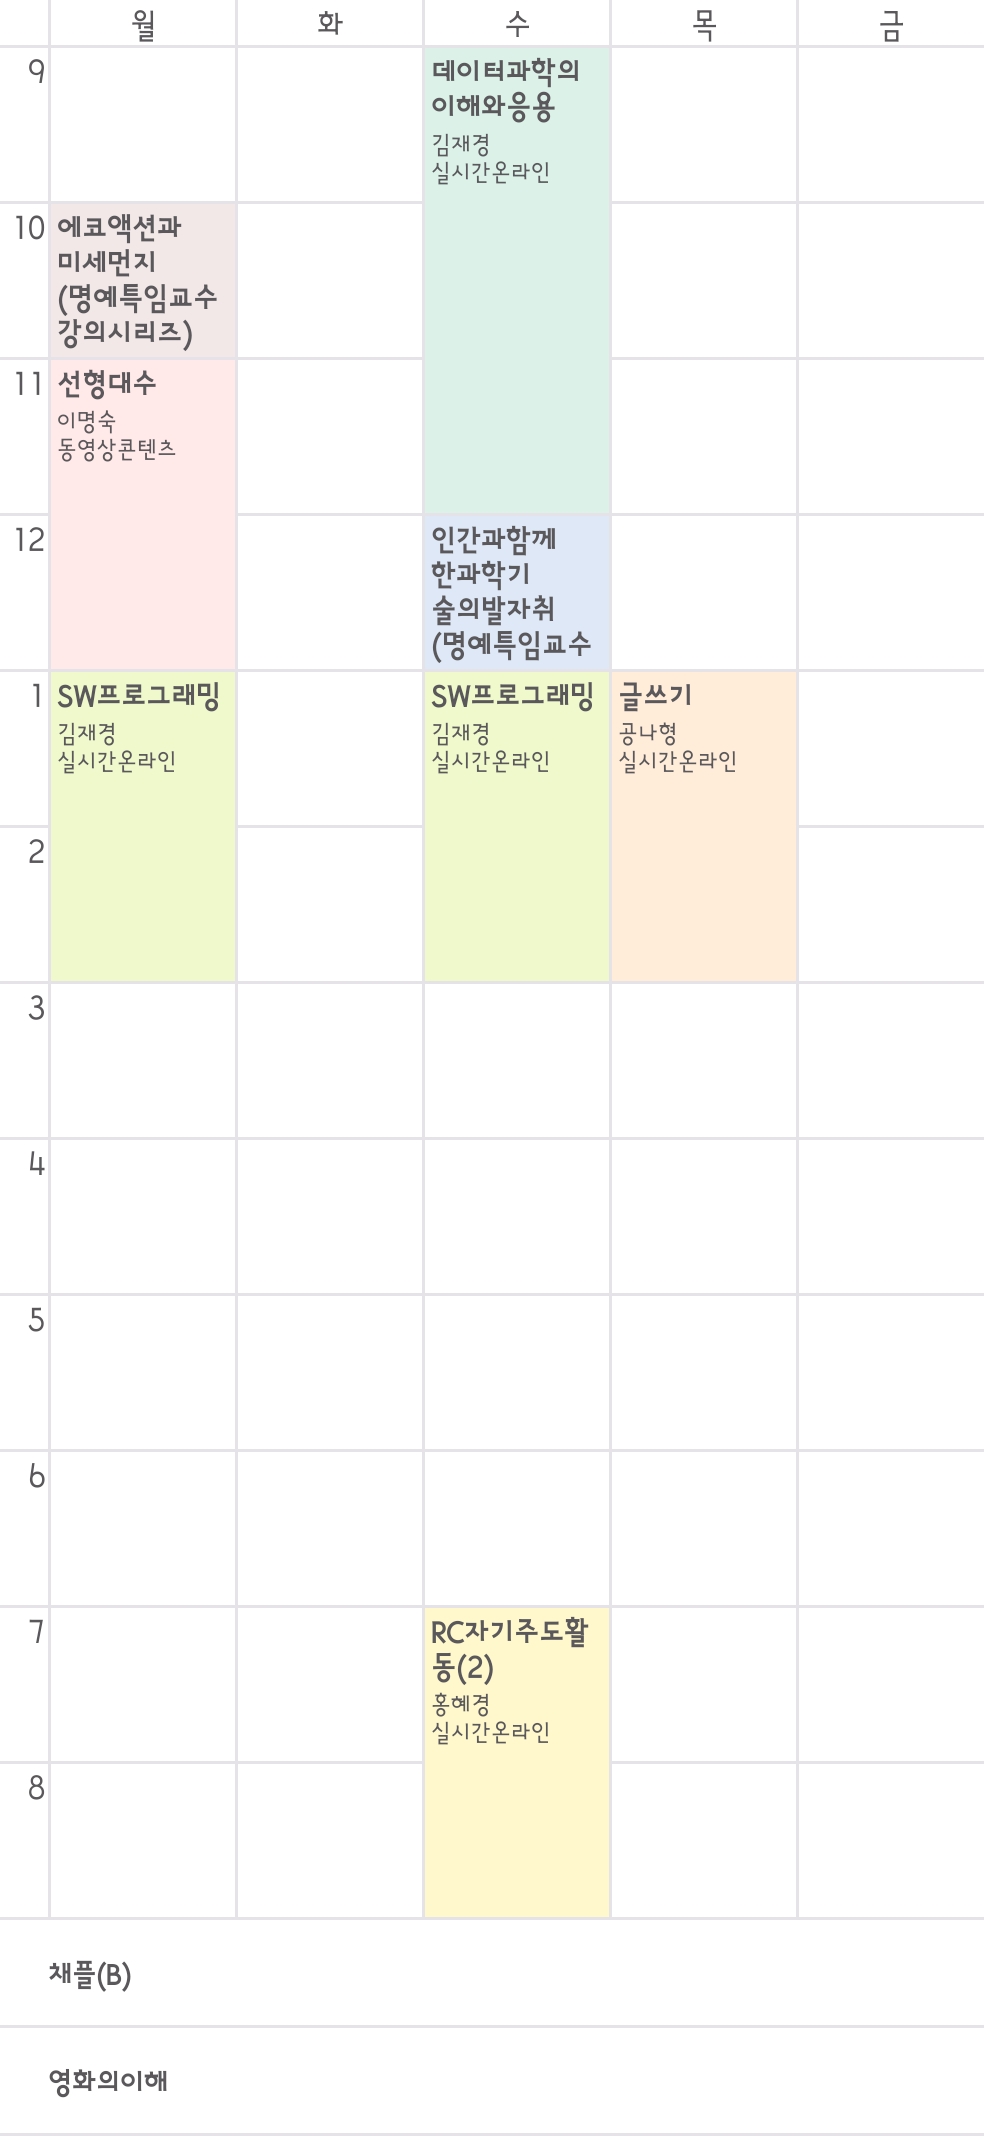 월 화 수 목 금
9
데이터과학의
이해와응용
김재경
실시간온라인
10
에코액션과
미세먼지
(명예특임교수
강의시리즈)
11
선형대수
이명숙
동영상콘텐츠
12
인간과함께
한과학기
술의발자취
(명예특임교수
1
SW프로그래밍
김재경
실시간온라인
SW프로그래밍
김재경
실시간온라인
글쓰기
공나형
실시간온라인
2
3
4
5
6
7
RC자기주도활
동(2)
홍혜경
실시간온라인
8
채플(B)
영화의이해